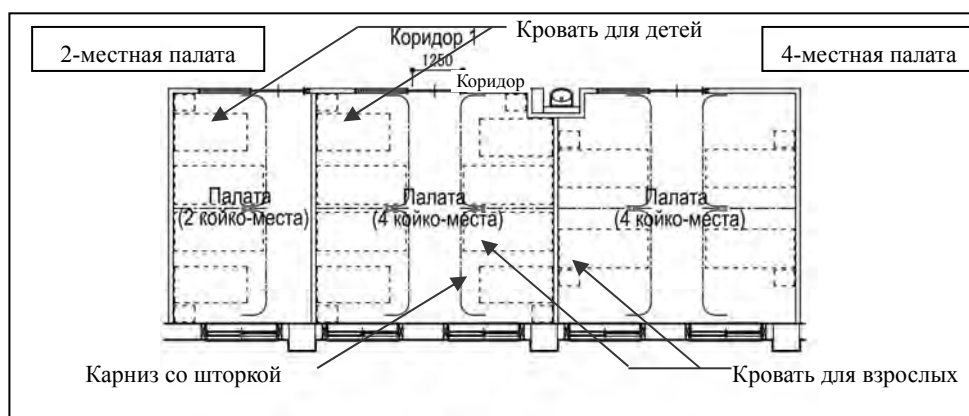 2-местная палата
Кровать для детей
4-местная палата
Коридор 1
1250
Коридор
Палата
(2 койко-места)
Палата
(4 койко-места)
Палата
(4 койко-места)
Карниз со шторкой
Кровать для взрослых